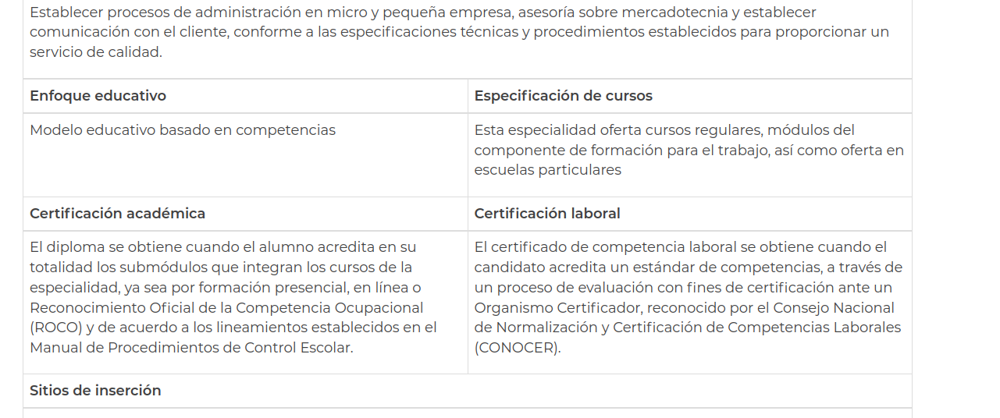 Establecer procesos de administración en micro y pequeña empresa, asesoría sobre mercadotecnia y establecer
comunicación con el cliente, conforme a las especificaciones técnicas y procedimientos establecidos para proporcionar un
servicio de calidad.
Enfoque educativo
Especificación de cursos
Modelo educativo basado en competencias
Esta especialidad oferta cursos regulares, módulos del
componente de formación para el trabajo, así como oferta en
escuelas particulares
Certificación académica
Certificación laboral
El diploma se obtiene cuando el alumno acredita en su
totalidad los submódulos que integran los cursos de la
especialidad, ya sea por formación presencial, en línea o
Reconocimiento Oficial de la Competencia Ocupacional
(ROCO) y de acuerdo a los lineamientos establecidos en el
Manual de Procedimientos de Control Escolar.
El certificado de competencia laboral se obtiene cuando el
candidato acredita un estándar de competencias, a través de
un proceso de evaluación con fines de certificación ante un
Organismo Certificador, reconocido por el Consejo Nacional
de Normalización y Certificación de Competencias Laborales
(CONOCER).
Sitios de inserción